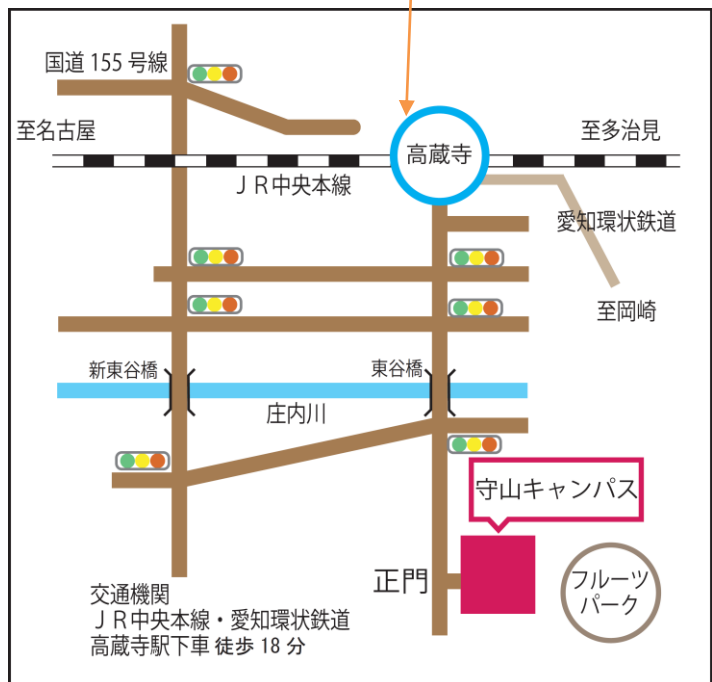 国道 155 号線
至名古屋
高蔵寺
至多治見
ＪＲ中央本線
愛知環状鉄道
至岡崎
新東谷橋
東谷橋
庄内川
守山キャンパス
正門
フルーツ
パーク
交通機関
ＪＲ中央本線・愛知環状鉄道
高蔵寺駅下車 徒歩 18 分